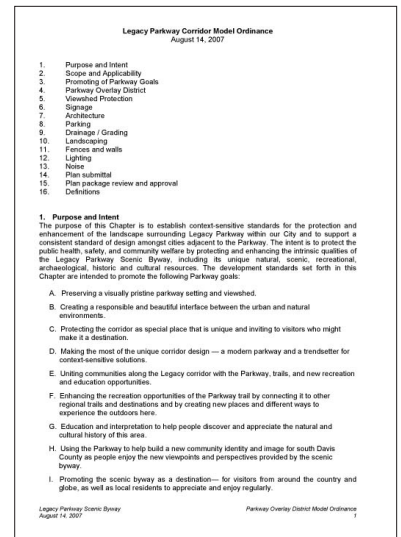 Legacy Parkway Corridor Model Ordinance
August 14, 2007
1. Purpose and Intent
2. Scope and Applicability
3. Promoting of Parkway Goals
4. Parkway Overlay District
5. Viewshed Protection
6. Signage
7. Architecture
8. Parking
9. Drainage / Grading
10. Landscaping
11. Fences and walls
12. Lighting
13. Noise
14. Plan submittal
15. Plan package review and approval
16. Definitions
1. Purpose and Intent
The purpose of this Chapter is to establish context-sensitive standards for the protection and
enhancement of the landscape surrounding Legacy Parkway within our City and to support a
consistent standard of design amongst cities adjacent to the Parkway. The intent is to protect the
public health, safety, and community welfare by protecting and enhancing the intrinsic qualities of
the Legacy Parkway Scenic Byway, including its unique natural, scenic, recreational,
archaeological, historic and cultural resources. The development standards set forth in this
Chapter are intended to promote the following Parkway goals:
A. Preserving a visually pristine parkway setting and viewshed.
B. Creating a responsible and beautiful interface between the urban and natural
environments.
C. Protecting the corridor as special place that is unique and inviting to visitors who might
make it a destination.
D. Making the most of the unique corridor design — a modern parkway and a trendsetter for
context-sensitive solutions.
E. Uniting communities along the Legacy corridor with the Parkway, trails, and new recreation
and education opportunities.
F. Enhancing the recreation opportunities of the Parkway trail by connecting it to other
regional trails and destinations and by creating new places and different ways to
experience the outdoors here.
G. Education and interpretation to help people discover and appreciate the natural and
cultural history of this area.
H. Using the Parkway to help build a new community identity and image for south Davis
County as people enjoy the new viewpoints and perspectives provided by the scenic
byway.
I. Promoting the scenic byway as a destination— for visitors from around the country and
globe, as well as local residents to appreciate and enjoy regularly.
Legacy Parkway Scenic Byway Parkway Overlay District Model Ordinance
August 14, 2007 1